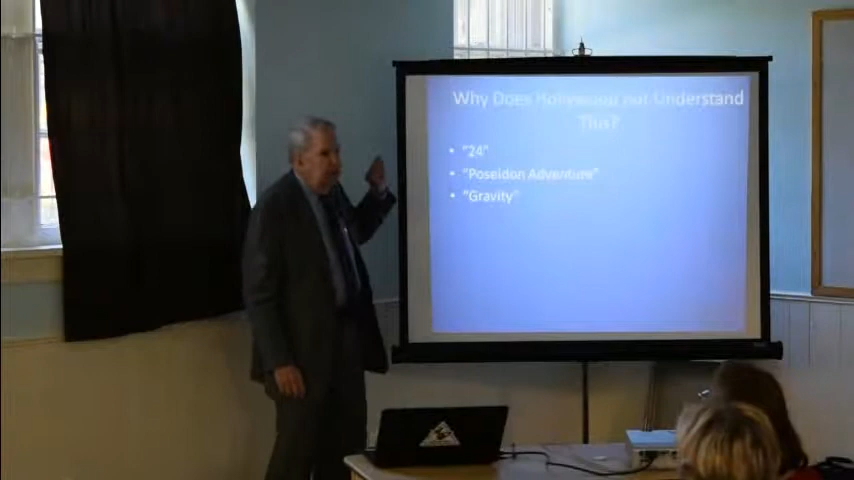 Why Does Hollywood not Understand
This?
• "24"
• "Poseidon Adventure"
• "Gravity"